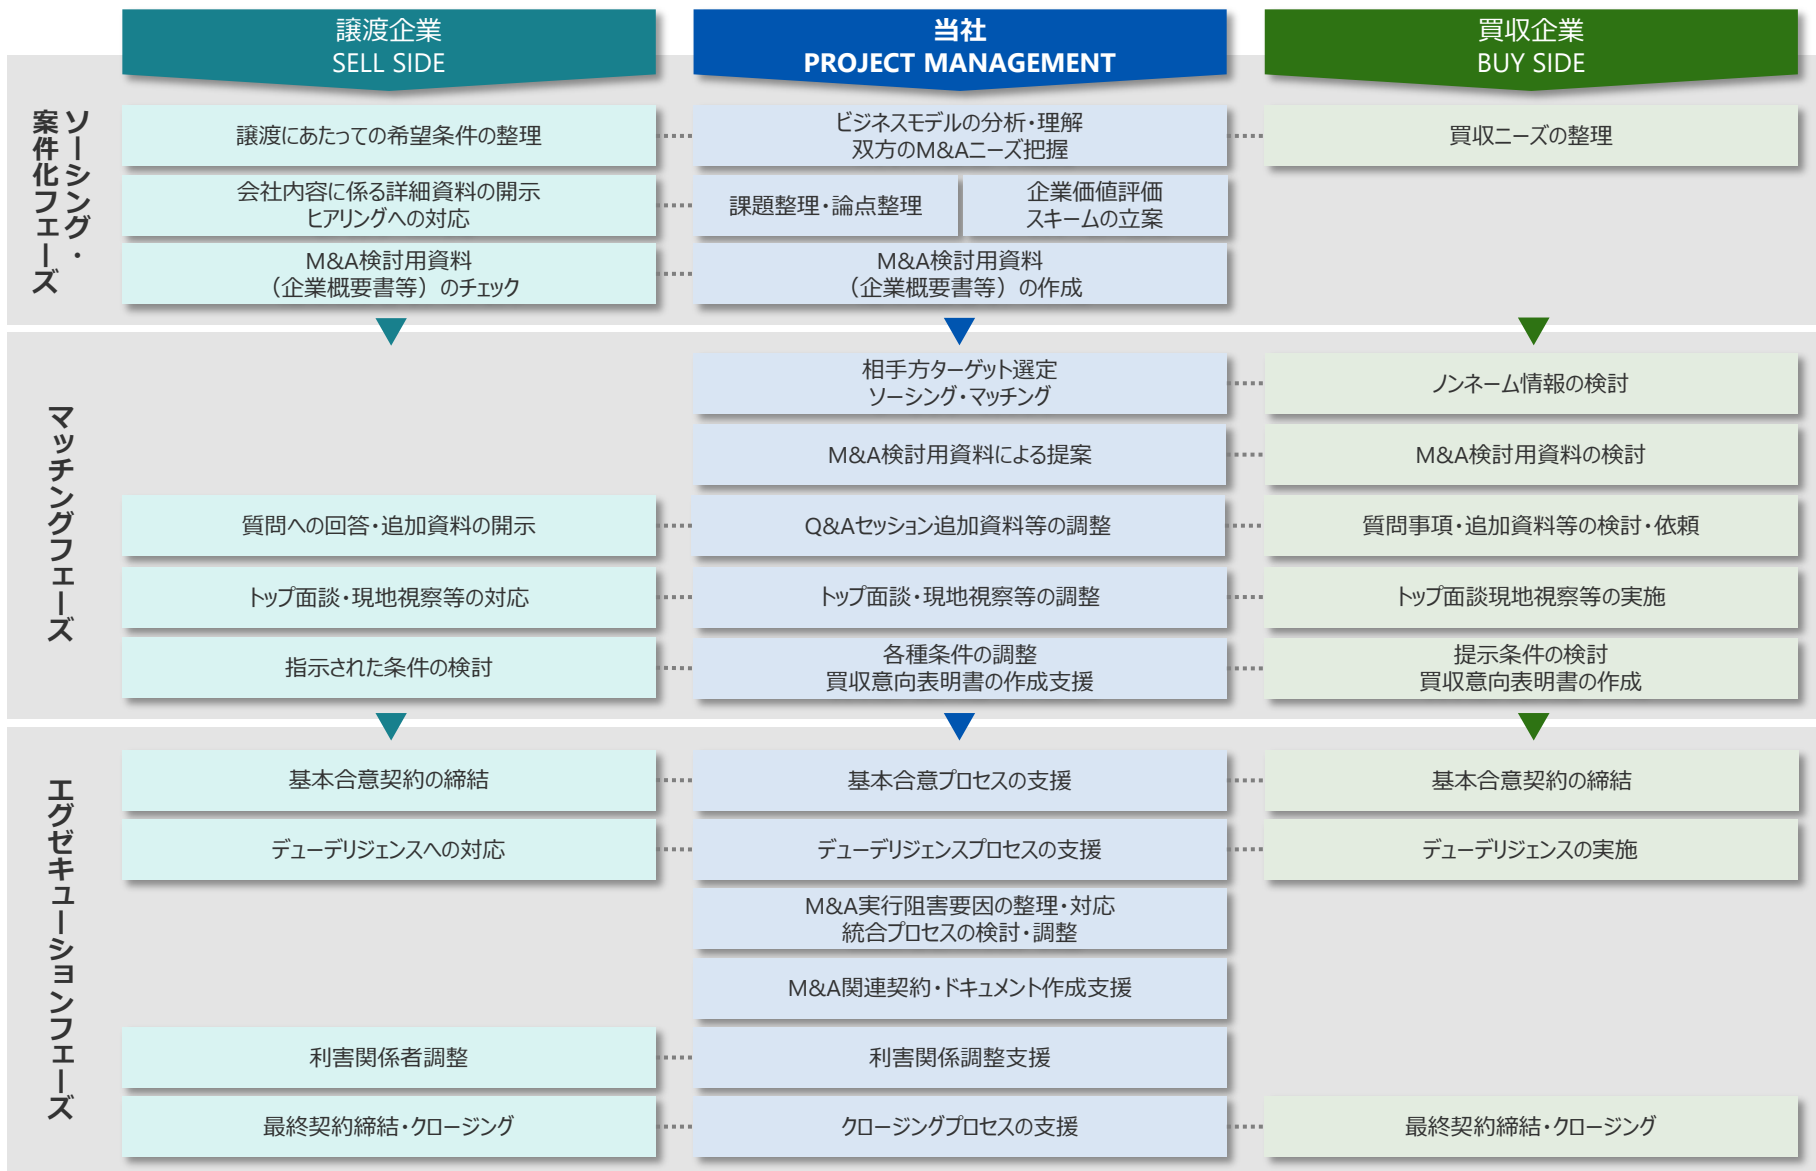 譲渡企業
SELL SIDE
当社
PROJECT MANAGEMENT
買収企業
BUY SIDE
ソーシング・
案件化フェーズ
譲渡にあたっての希望条件の整理
ビジネスモデルの分析・理解
双方のM&Aニーズ把握
買収ニーズの整理
会社内容に係る詳細資料の開示
ヒアリングへの対応
課題整理・論点整理
企業価値評価
スキームの立案
M&A検討用資料
（企業概要書等）のチェック
M&A検討用資料
（企業概要書等）の作成
マッチングフェーズ
相手方ターゲット選定
ソーシング・マッチング
ノンネーム情報の検討
M&A検討用資料による提案
M&A検討用資料の検討
質問への回答・追加資料の開示
Q&Aセッション追加資料等の調整
質問事項・追加資料等の検討・依頼
トップ面談・現地視察等の対応
トップ面談・現地視察等の調整
トップ面談現地視察等の実施
指示された条件の検討
各種条件の調整
買収意向表明書の作成支援
提示条件の検討
買収意向表明書の作成
エグゼキューションフェーズ
基本合意契約の締結
基本合意プロセスの支援
基本合意契約の締結
デューデリジェンスへの対応
デューデリジェンスプロセスの支援
デューデリジェンスの実施
M&A実行阻害要因の整理・対応
統合プロセスの検討・調整
M&A関連契約・ドキュメント作成支援
利害関係者調整
利害関係調整支援
最終契約締結・クロージング
クロージングプロセスの支援
最終契約締結・クロージング